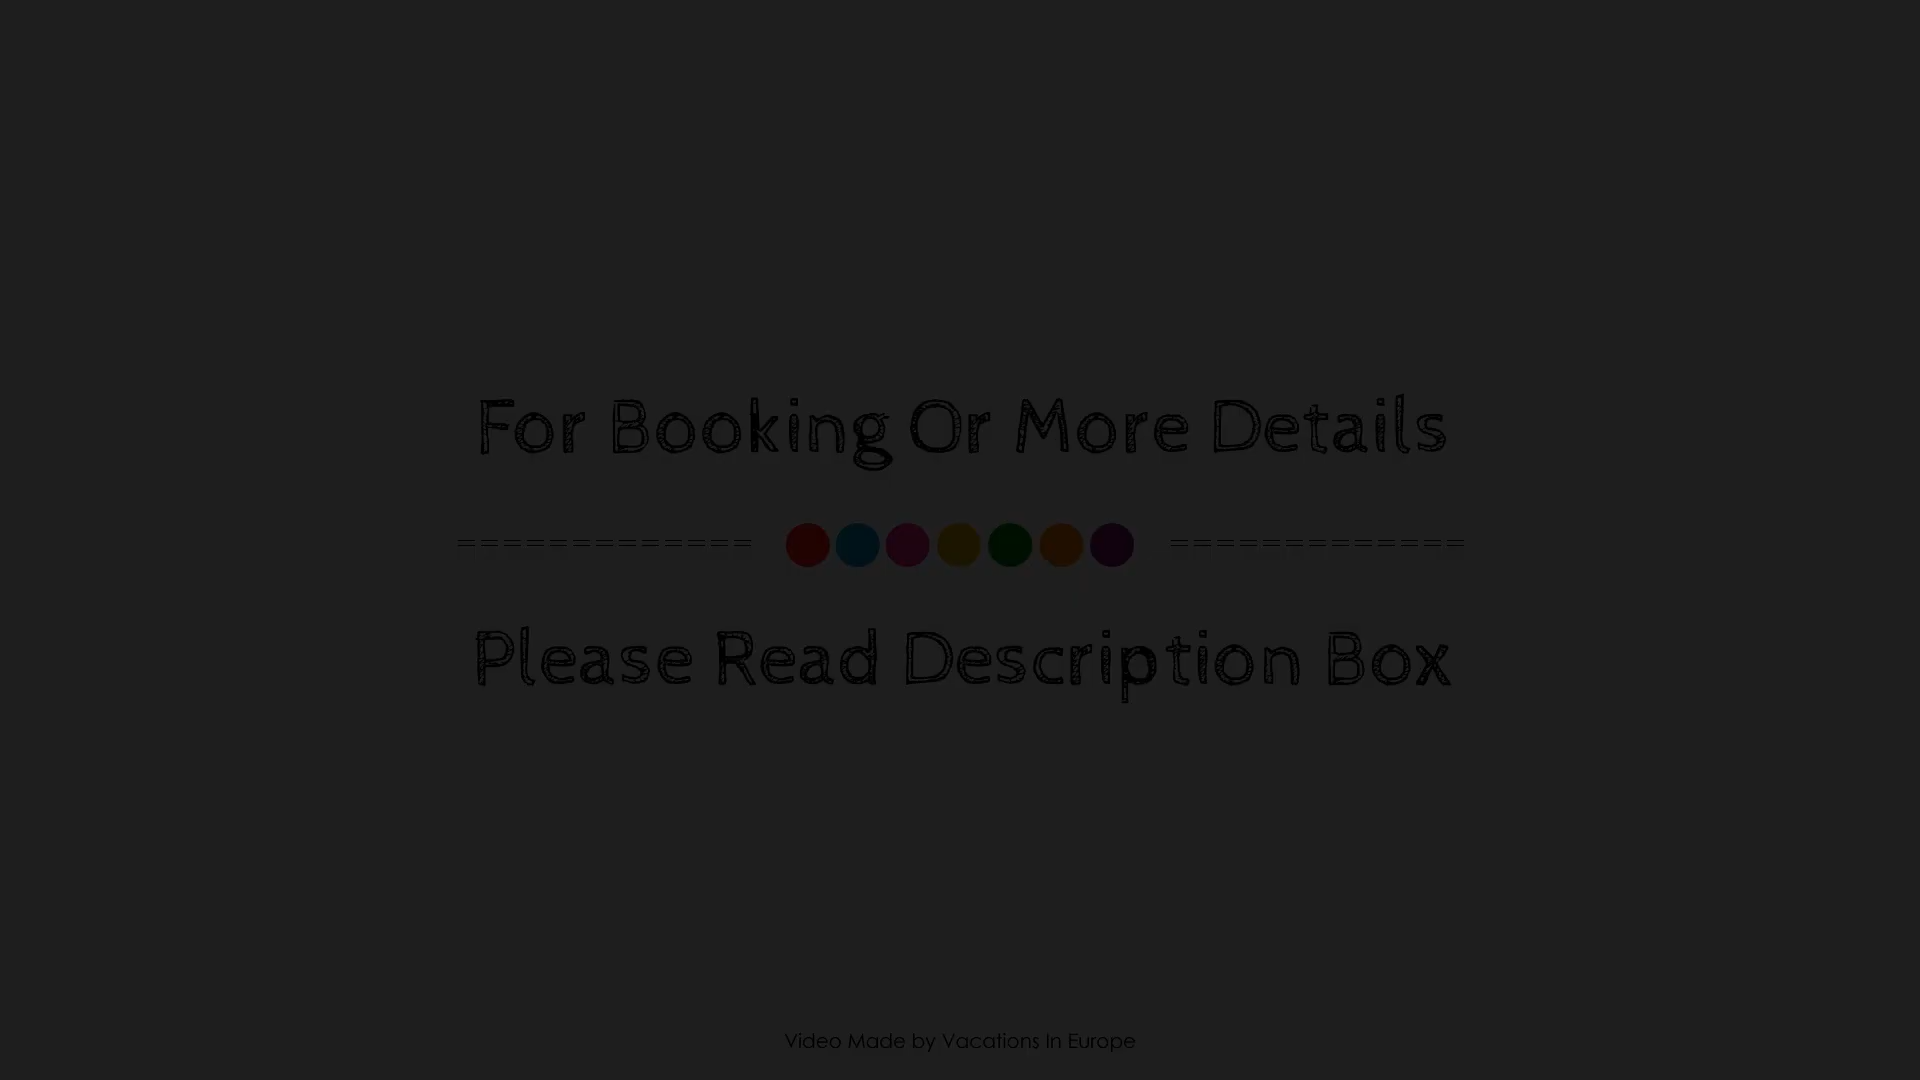 For Booking Or More Details
============= =============
Please Read Description Box
Video Made by Vacations In Europe